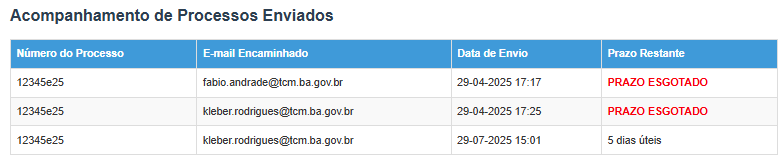 Acompanhamento de Processos Enviados
Número do Processo E-mail Encaminhado Data de Envio Prazo Restante
12345e25 fabio.andrade@tcm.ba.gov.br 29-04-2025 17:17 PRAZO ESGOTADO
12345e25 kleber.rodrigues@tcm.ba.gov.br 29-04-2025 17:25 PRAZO ESGOTADO
12345e25 kleber.rodrigues@tcm.ba.gov.br 29-07-2025 15:01 5 dias úteis